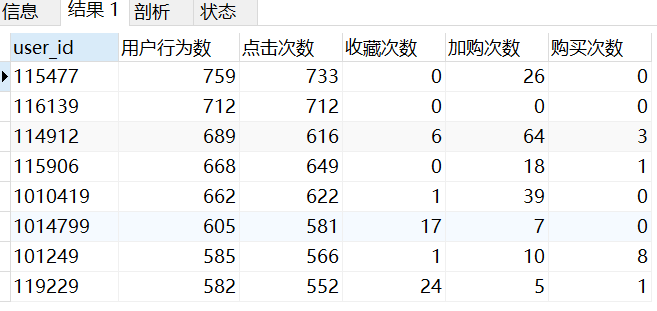 信息 结果 1 剖析 状态
user_id 用户行为数 点击次数 收藏次数 加购次数 购买次数
115477 759 733 0 26 0
116139 712 712 0 0 0
114912 689 616 6 64 3
115906 668 649 0 18 1
1010419 662 622 1 39 0
1014799 605 581 17 7 0
101249 585 566 1 10 8
119229 582 552 24 5 1